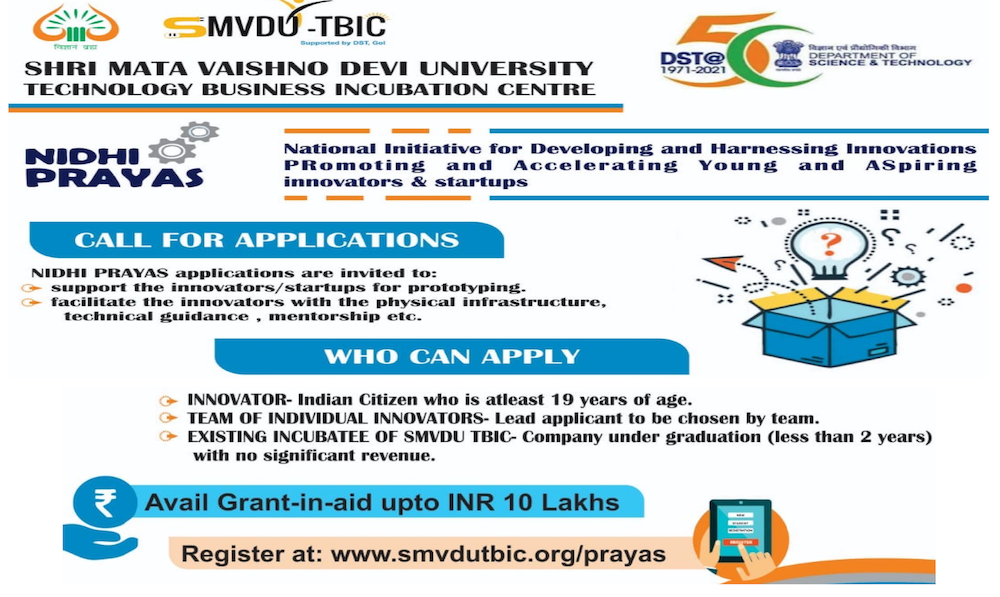 विज्ञानं ब्रह्म
SMVDU-TBIC
Supported by DST, GoI
SHRI MATA VAISHNO DEVI UNIVERSITY
TECHNOLOGY BUSINESS INCUBATION CENTRE
DST@50
1971-2021
विज्ञान एवं प्रौद्योगिकी विभाग
DEPARTMENT OF
SCIENCE & TECHNOLOGY
NIDHI
PRAYAS
National Initiative for Developing and Harnessing Innovations
PRomoting and Accelerating Young and ASpiring
innovators & startups
CALL FOR APPLICATIONS
NIDHI PRAYAS applications are invited to:
support the innovators/startups for prototyping.
facilitate the innovators with the physical infrastructure,
technical guidance , mentorship etc.
?
WHO CAN APPLY
INNOVATOR- Indian Citizen who is atleast 19 years of age.
TEAM OF INDIVIDUAL INNOVATORS- Lead applicant to be chosen by team.
EXISTING INCUBATEE OF SMVDU TBIC- Company under graduation (less than 2 years)
with no significant revenue.
₹
Avail Grant-in-aid upto INR 10 Lakhs
Register at: www.smvdutbic.org/prayas
REGISTER